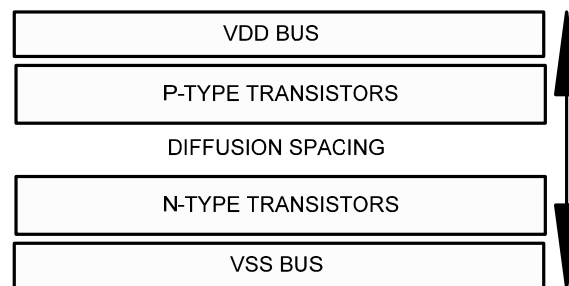 VDD BUS
P-TYPE TRANSISTORS
DIFFUSION SPACING
N-TYPE TRANSISTORS
VSS BUS